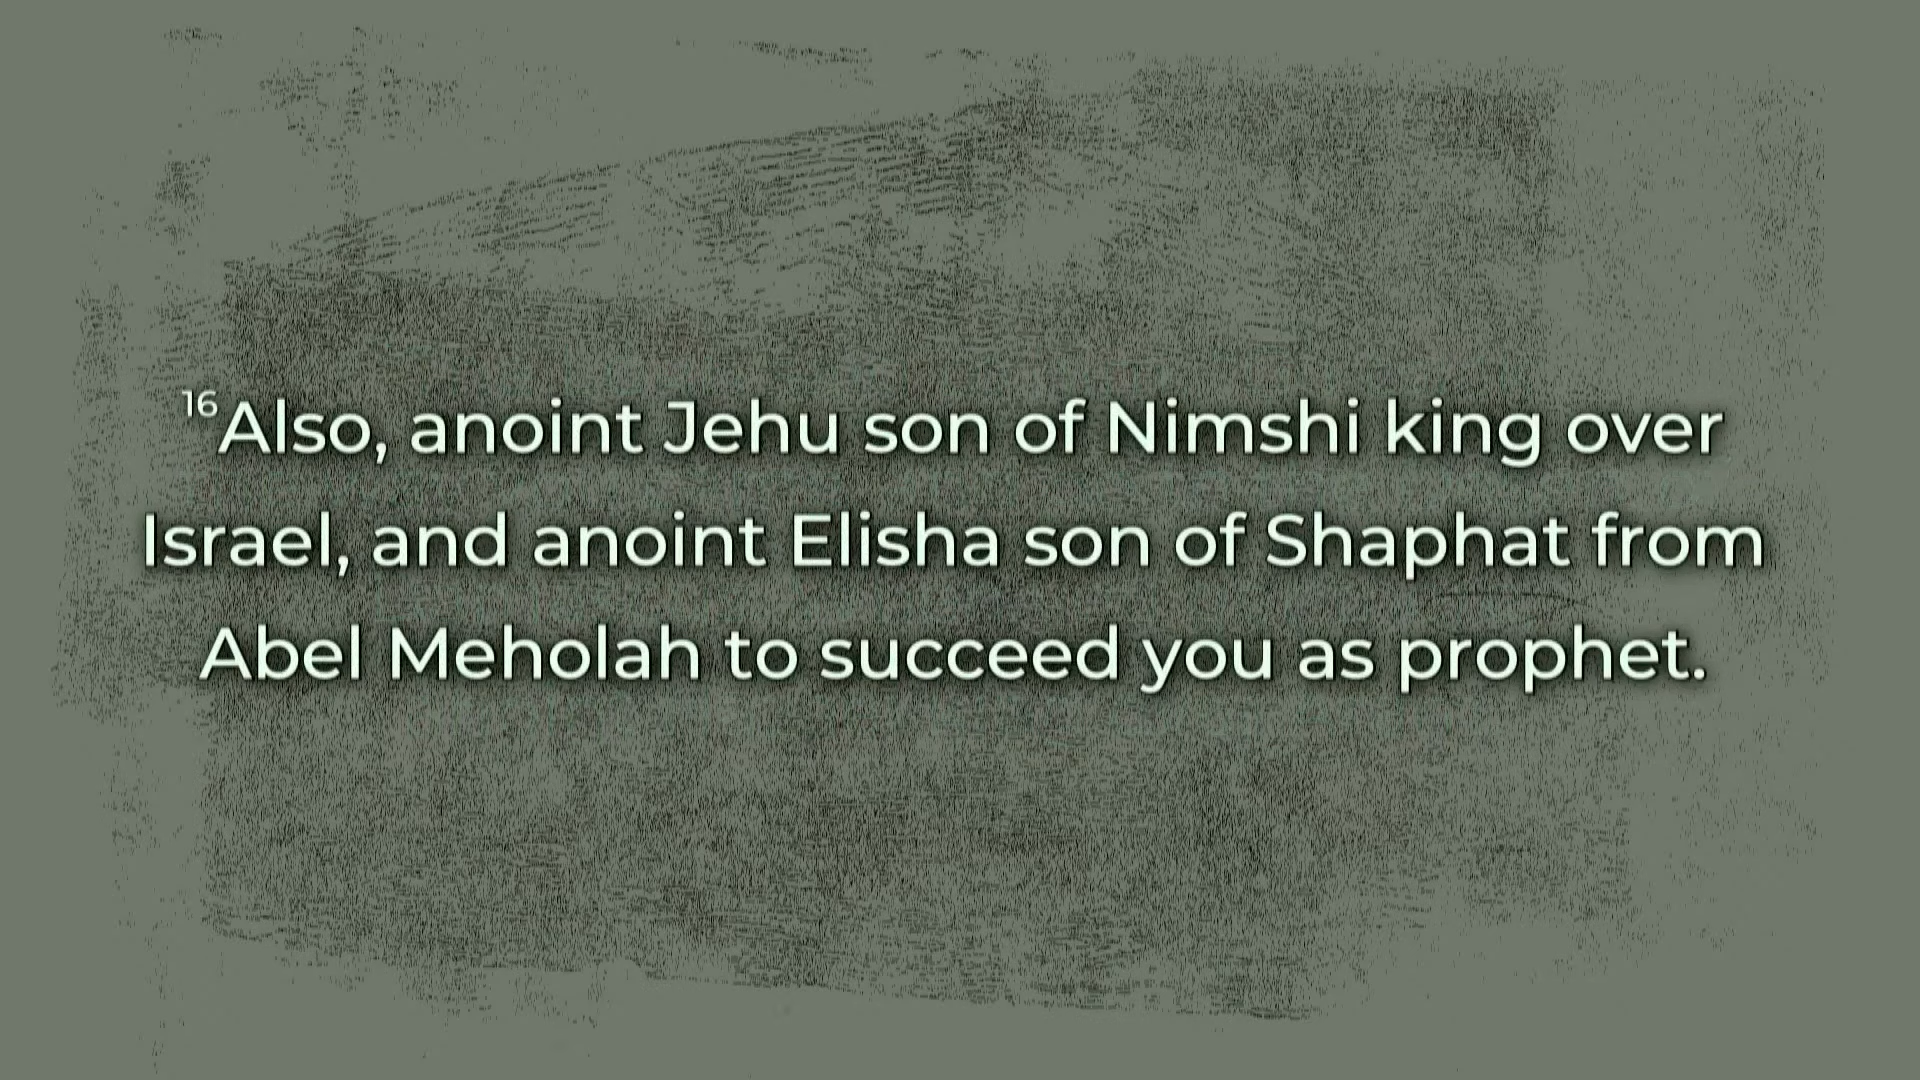 16Also, anoint Jehu son of Nimshi king over
Israel, and anoint Elisha son of Shaphat from
Abel Meholah to succeed you as prophet.